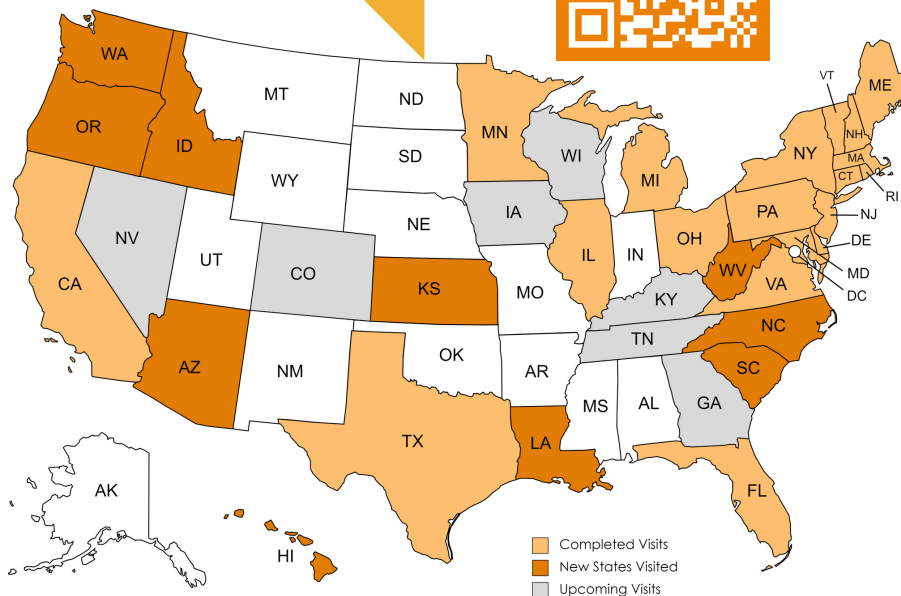 WA
MT
ND
MN
VT
ME
OR
ID
SD
WI
MI
NY
NH
MA
CT
RI
WY
NE
IA
PA
NJ
NV
UT
CO
IL
IN
OH
DE
MD
DC
CA
KS
MO
WV
VA
KY
NC
TN
AZ
NM
OK
AR
SC
MS
AL
GA
TX
LA
FL
AK
HI
Completed Visits
New States Visited
Upcoming Visits